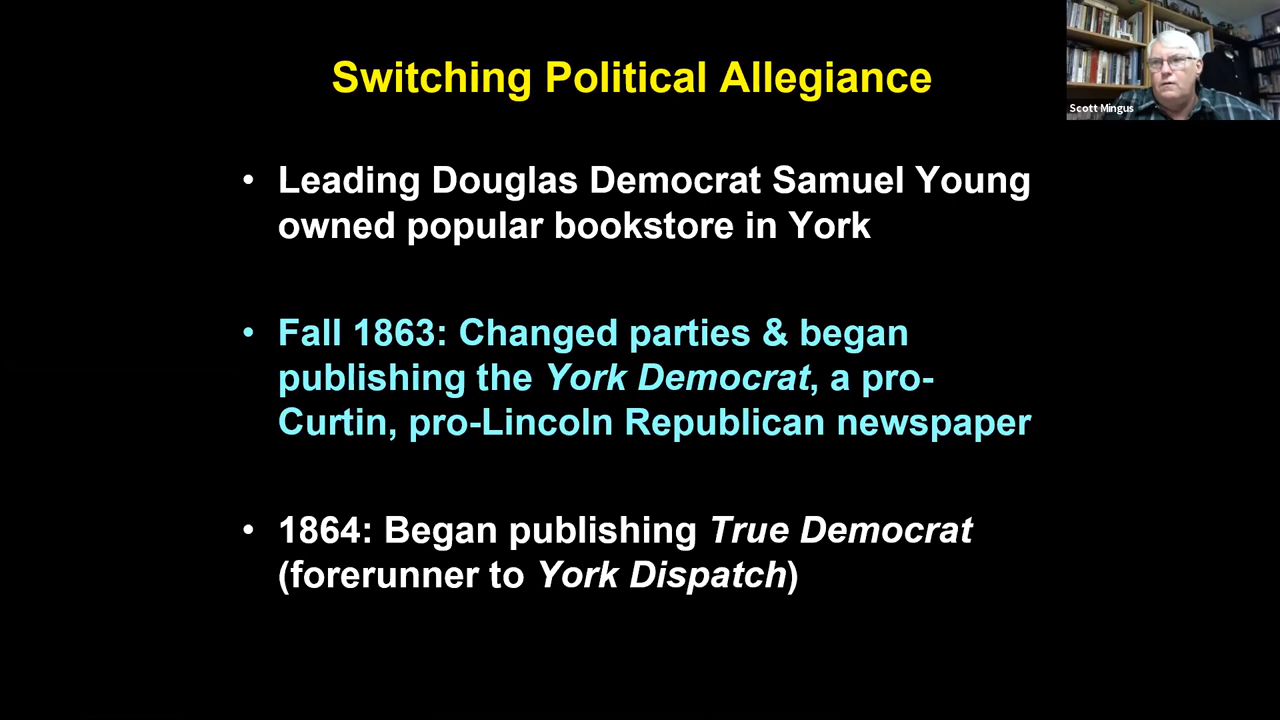 Switching Political Allegiance
Scott Mingus
• Leading Douglas Democrat Samuel Young
owned popular bookstore in York
• Fall 1863: Changed parties & began
publishing the York Democrat, a pro-
Curtin, pro-Lincoln Republican newspaper
• 1864: Began publishing True Democrat
(forerunner to York Dispatch)